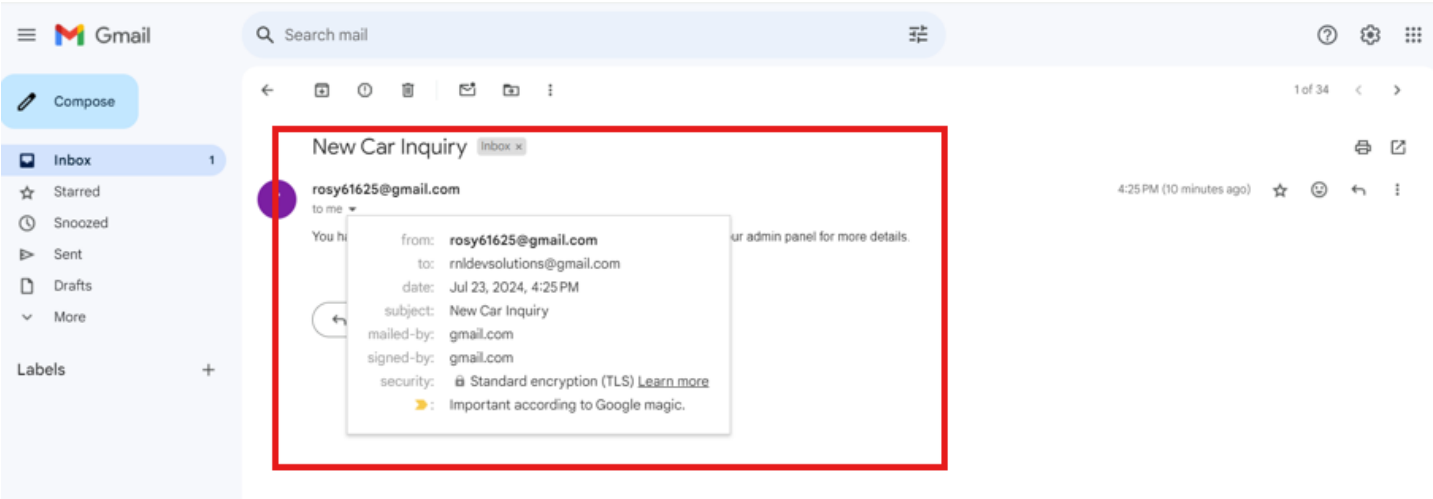 Gmail
Search mail
Compose
1 of 34
New Car Inquiry Inbox ×
Inbox 1
rosy61625@gmail.com 4:25 PM (10 minutes ago)
Starred
to me
Snoozed
You ur admin panel for more details.
from: rosy61625@gmail.com
Sent
to: rnldevsolutions@gmail.com
Drafts
date: Jul 23, 2024, 4:25 PM
More
subject: New Car Inquiry
mailed-by: gmail.com
signed-by: gmail.com
Labels +
security: Standard encryption (TLS) Learn more
: Important according to Google magic.